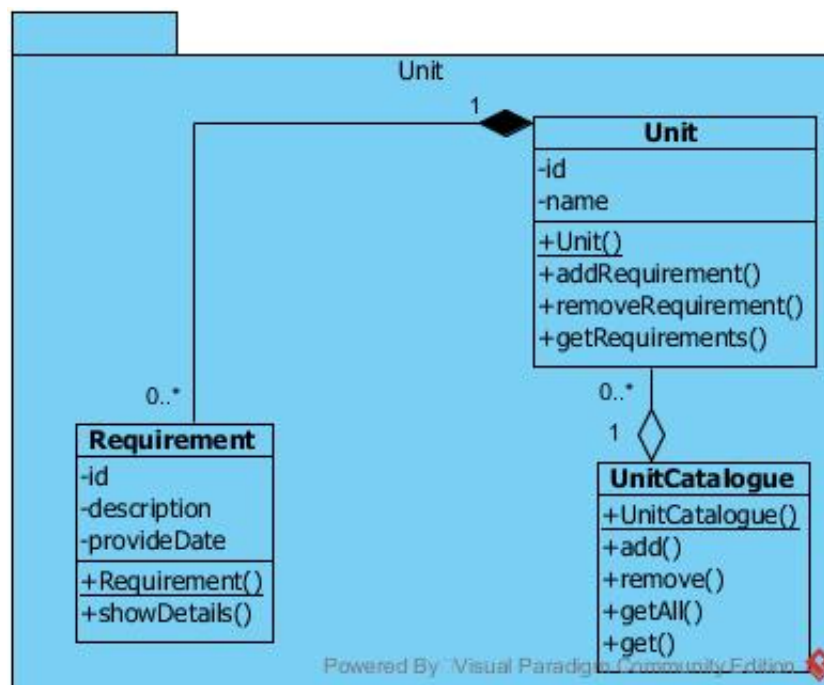 Unit
1
Unit
-id
-name
+Unit()
+addRequirement()
+removeRequirement()
+getRequirements()
0..*
0..*
1
Requirement
-id
-description
-provideDate
+Requirement()
+showDetails()
UnitCatalogue
+UnitCatalogue()
+add()
+remove()
+getAll()
+get()
Powered By Visual Paradigm Community Edition